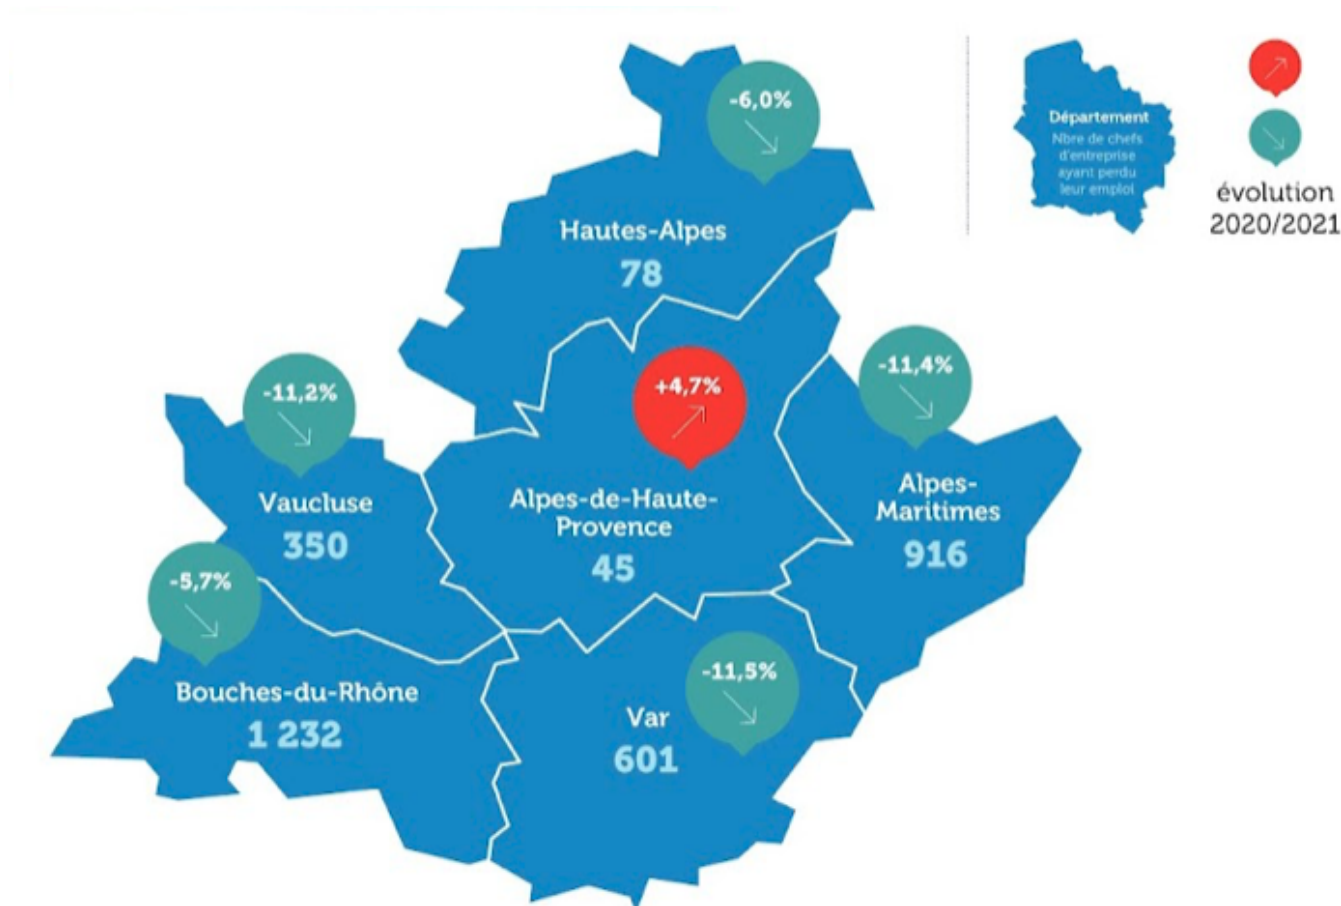 -6,0%
Hautes-Alpes
78
Département
Nbre de chefs
d'entreprise
ayant perdu
leur emploi
évolution
2020/2021
-11,2%
Vaucluse
350
+4,7%
Alpes-de-Haute-
Provence
45
-11,4%
Alpes-
Maritimes
916
-5,7%
Bouches-du-Rhône
1 232
-11,5%
Var
601